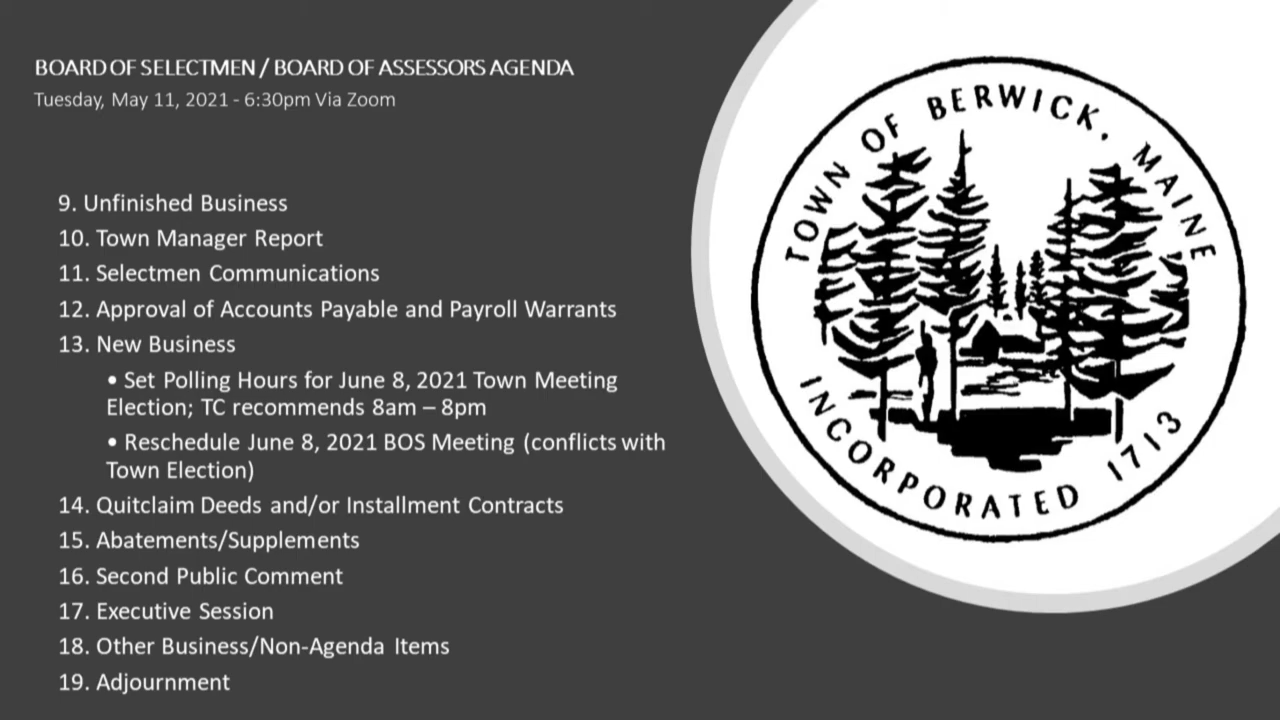 BOARD OF SELECTMEN / BOARD OF ASSESSORS AGENDA
Tuesday, May 11, 2021 - 6:30pm Via Zoom
9. Unfinished Business
10. Town Manager Report
11. Selectmen Communications
12. Approval of Accounts Payable and Payroll Warrants
13. New Business
• Set Polling Hours for June 8, 2021 Town Meeting
Election; TC recommends 8am – 8pm
• Reschedule June 8, 2021 BOS Meeting (conflicts with
Town Election)
14. Quitclaim Deeds and/or Installment Contracts
15. Abatements/Supplements
16. Second Public Comment
17. Executive Session
18. Other Business/Non-Agenda Items
19. Adjournment
TOWN OF BERWICK, MAINE
INCORPORATED 1713